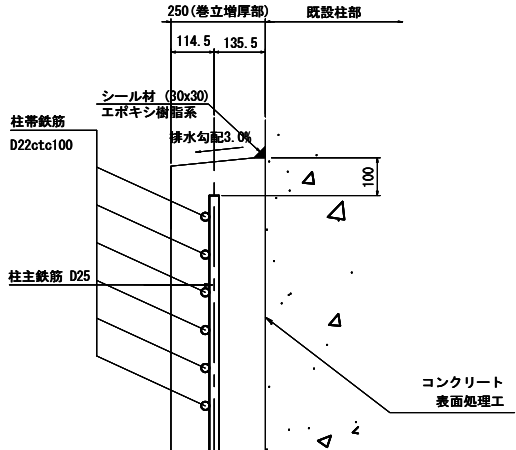 250(巻立増厚部)
既設柱部
114.5
135.5
シール材 (30x30)
エポキシ樹脂系
柱帯鉄筋
D22ctc100
排水勾配3.0%
100
柱主鉄筋 D25
コンクリート
表面処理工